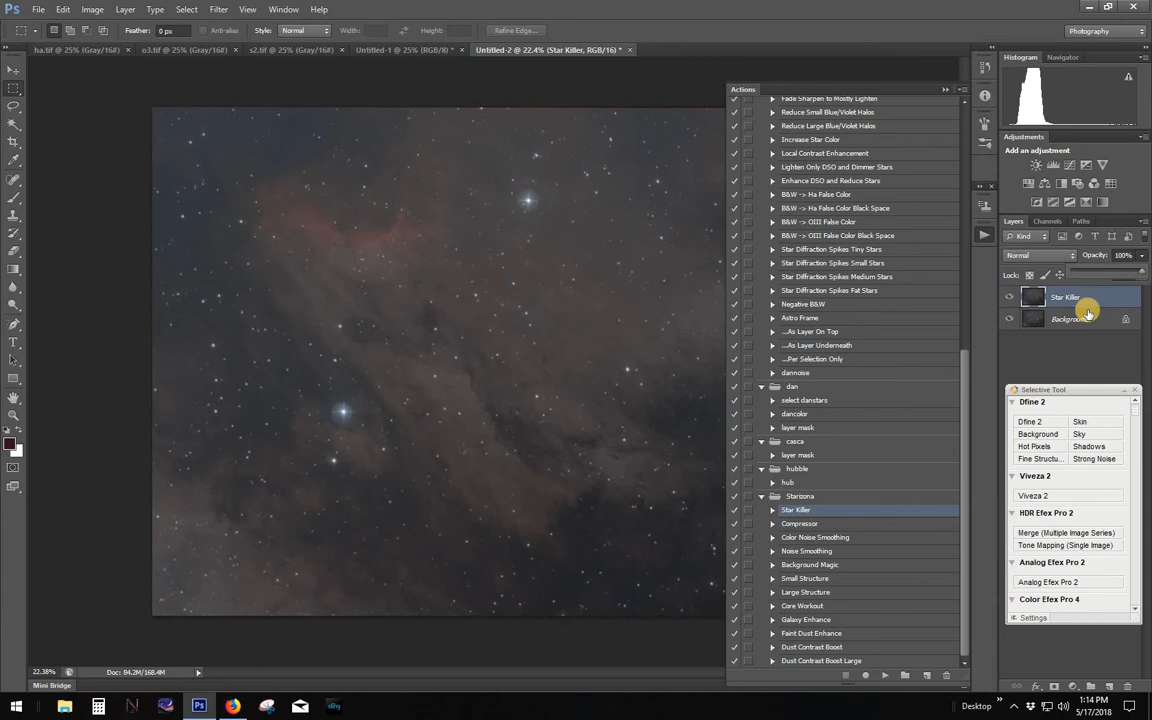 Ps File Edit Image Layer Type Select Filter View Window Help
Feather: 0 px Anti-alias Style: Normal Width: Height: Refine Edge... Photography
ha.tif @ 25% (Gray/16#) × o3.tif @ 25% (Gray/16#) × s2.tif @ 25% (Gray/16#) × Untitled-1 @ 25% (RGB/8) * × Untitled-2 @ 22.4% (Star Killer, RGB/16) * ×
Actions
Fade Sharpen to Mostly Lighten
Reduce Small Blue/Violet Halos
Reduce Large Blue/Violet Halos
Increase Star Color
Local Contrast Enhancement
Lighten Only DSO and Dimmer Stars
Enhance DSO and Reduce Stars
B&W -> Ha False Color
B&W -> Ha False Color Black Space
B&W -> OIII False Color
B&W -> OIII False Color Black Space
Star Diffraction Spikes Tiny Stars
Star Diffraction Spikes Small Stars
Star Diffraction Spikes Medium Stars
Star Diffraction Spikes Fat Stars
Negative B&W
Astro Frame
...As Layer On Top
...As Layer Underneath
...Per Selection Only
dannoise
dan
select danstars
dancolor
layer mask
casca
layer mask
hubble
hub
Starizona
Star Killer
Compressor
Color Noise Smoothing
Noise Smoothing
Background Magic
Small Structure
Large Structure
Core Workout
Galaxy Enhance
Faint Dust Enhance
Dust Contrast Boost
Dust Contrast Boost Large
Histogram Navigator
Adjustments
Add an adjustment
Layers Channels Paths
Kind
Normal Opacity: 100%
Lock:
Star Killer
Background
Selective Tool
Dfine 2
Dfine 2 Skin
Background Sky
Hot Pixels Shadows
Fine Structu... Strong Noise
Viveza 2
Viveza 2
HDR Efex Pro 2
Merge (Multiple Image Series)
Tone Mapping (Single Image)
Analog Efex Pro 2
Analog Efex Pro 2
Color Efex Pro 4
Settings
22.38% Doc: 84.2M/168.4M
Mini Bridge
Ps sling Desktop 1:14 PM
5/17/2018